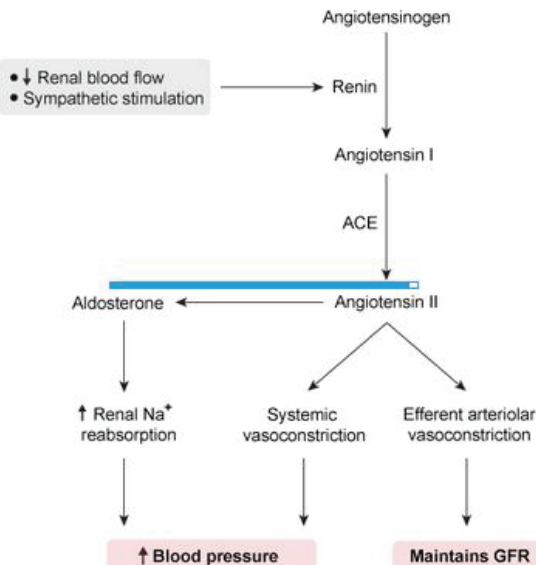 Angiotensinogen
• ↓ Renal blood flow
• Sympathetic stimulation
Renin
Angiotensin I
ACE
Aldosterone
Angiotensin II
↑ Renal Na⁺
reabsorption
Systemic
vasoconstriction
Efferent arteriolar
vasoconstriction
↑ Blood pressure
Maintains GFR